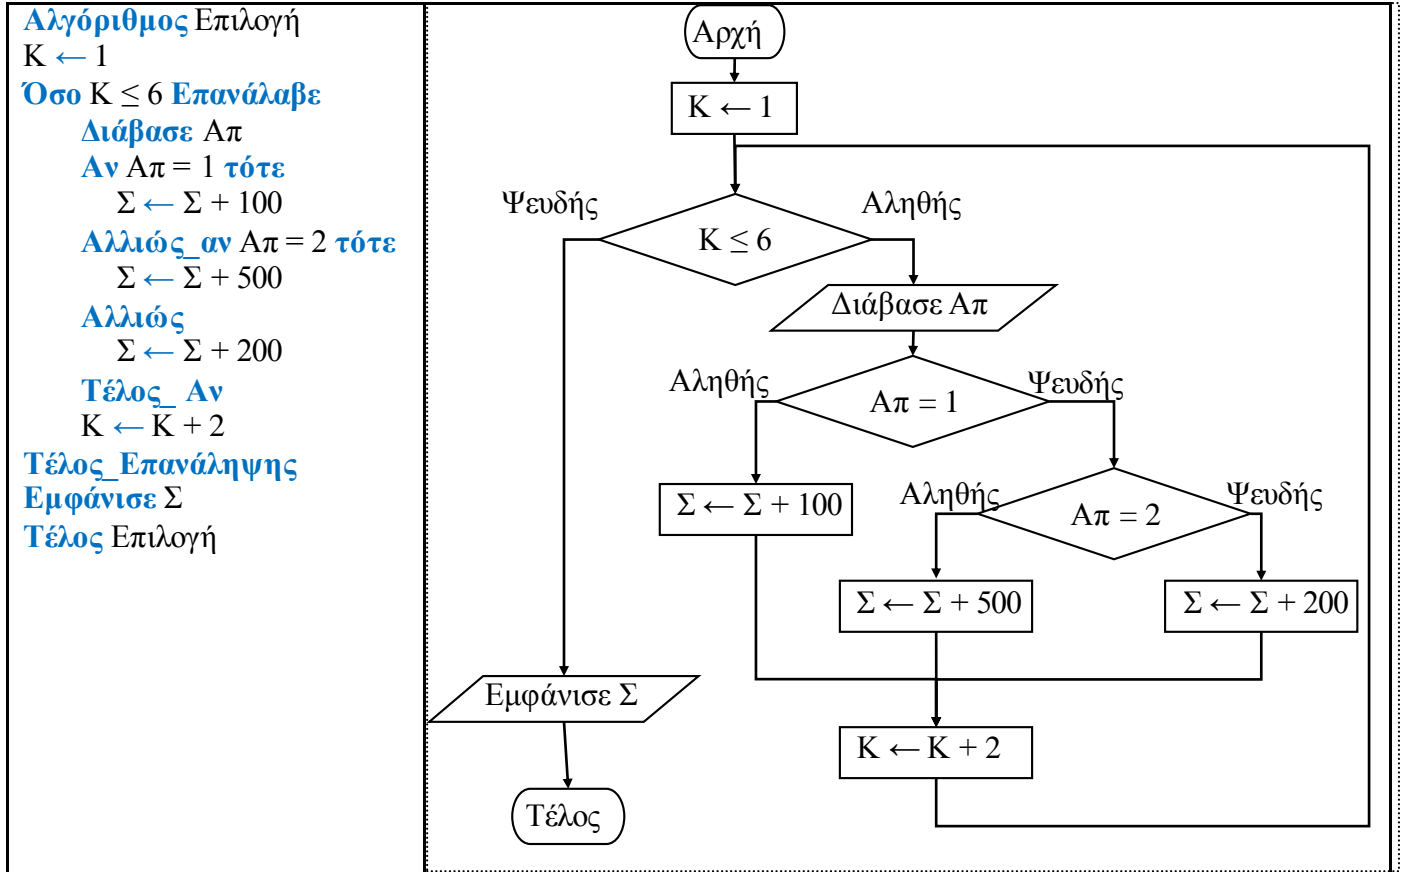 Αλγόριθμος Επιλογή
Κ ← 1
Όσο Κ ≤ 6 Επανάλαβε
Διάβασε Απ
Αν Απ = 1 τότε
Σ ← Σ + 100
Αλλιώς_αν Απ = 2 τότε
Σ ← Σ + 500
Αλλιώς
Σ ← Σ + 200
Τέλος_ Αν
Κ ← Κ + 2
Τέλος_Επανάληψης
Εμφάνισε Σ
Τέλος Επιλογή
Αρχή
Κ ← 1
Ψευδής
Αληθής
Κ ≤ 6
Διάβασε Απ
Αληθής
Ψευδής
Απ = 1
Σ ← Σ + 100
Αληθής
Ψευδής
Απ = 2
Σ ← Σ + 500
Σ ← Σ + 200
Εμφάνισε Σ
Κ ← Κ + 2
Τέλος